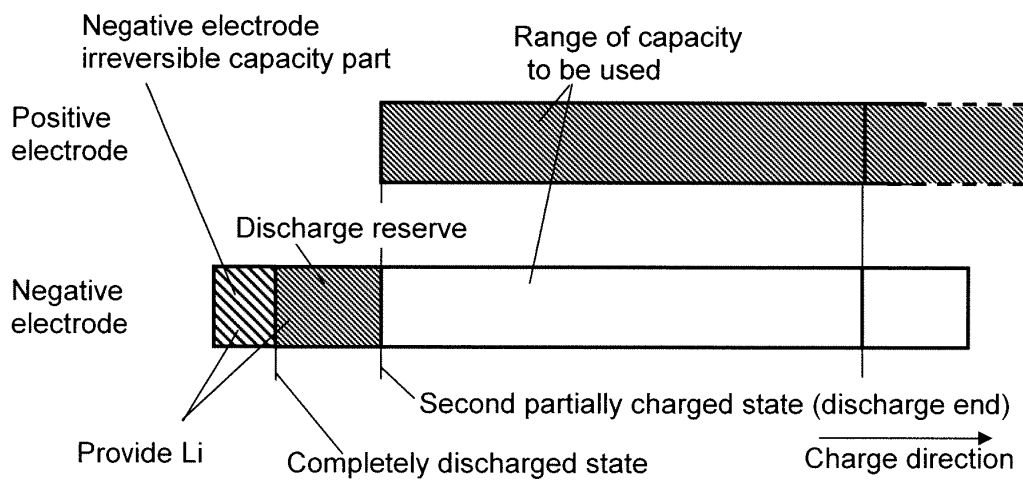 Negative electrode
irreversible capacity part
Range of capacity
to be used
Positive
electrode
Discharge reserve
Negative
electrode
Second partially charged state (discharge end)
Provide Li
Completely discharged state
Charge direction